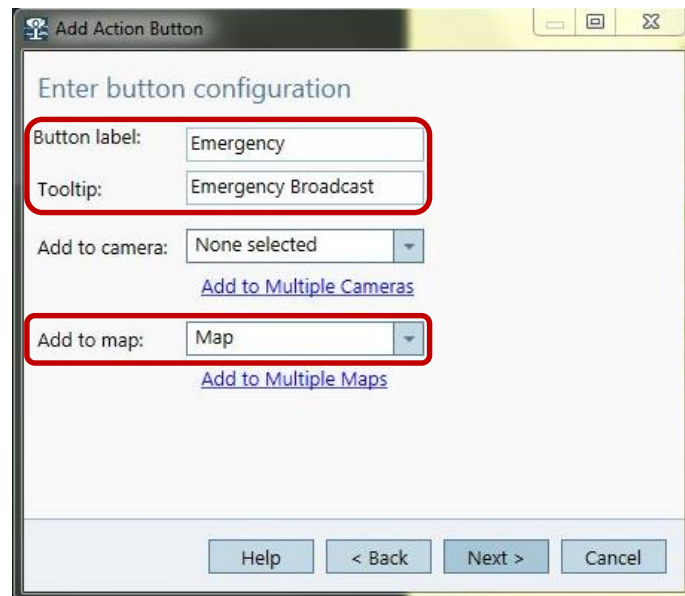 Add Action Button
Enter button configuration
Button label: Emergency
Tooltip: Emergency Broadcast
Add to camera: None selected
Add to Multiple Cameras
Add to map: Map
Add to Multiple Maps
Help < Back Next > Cancel